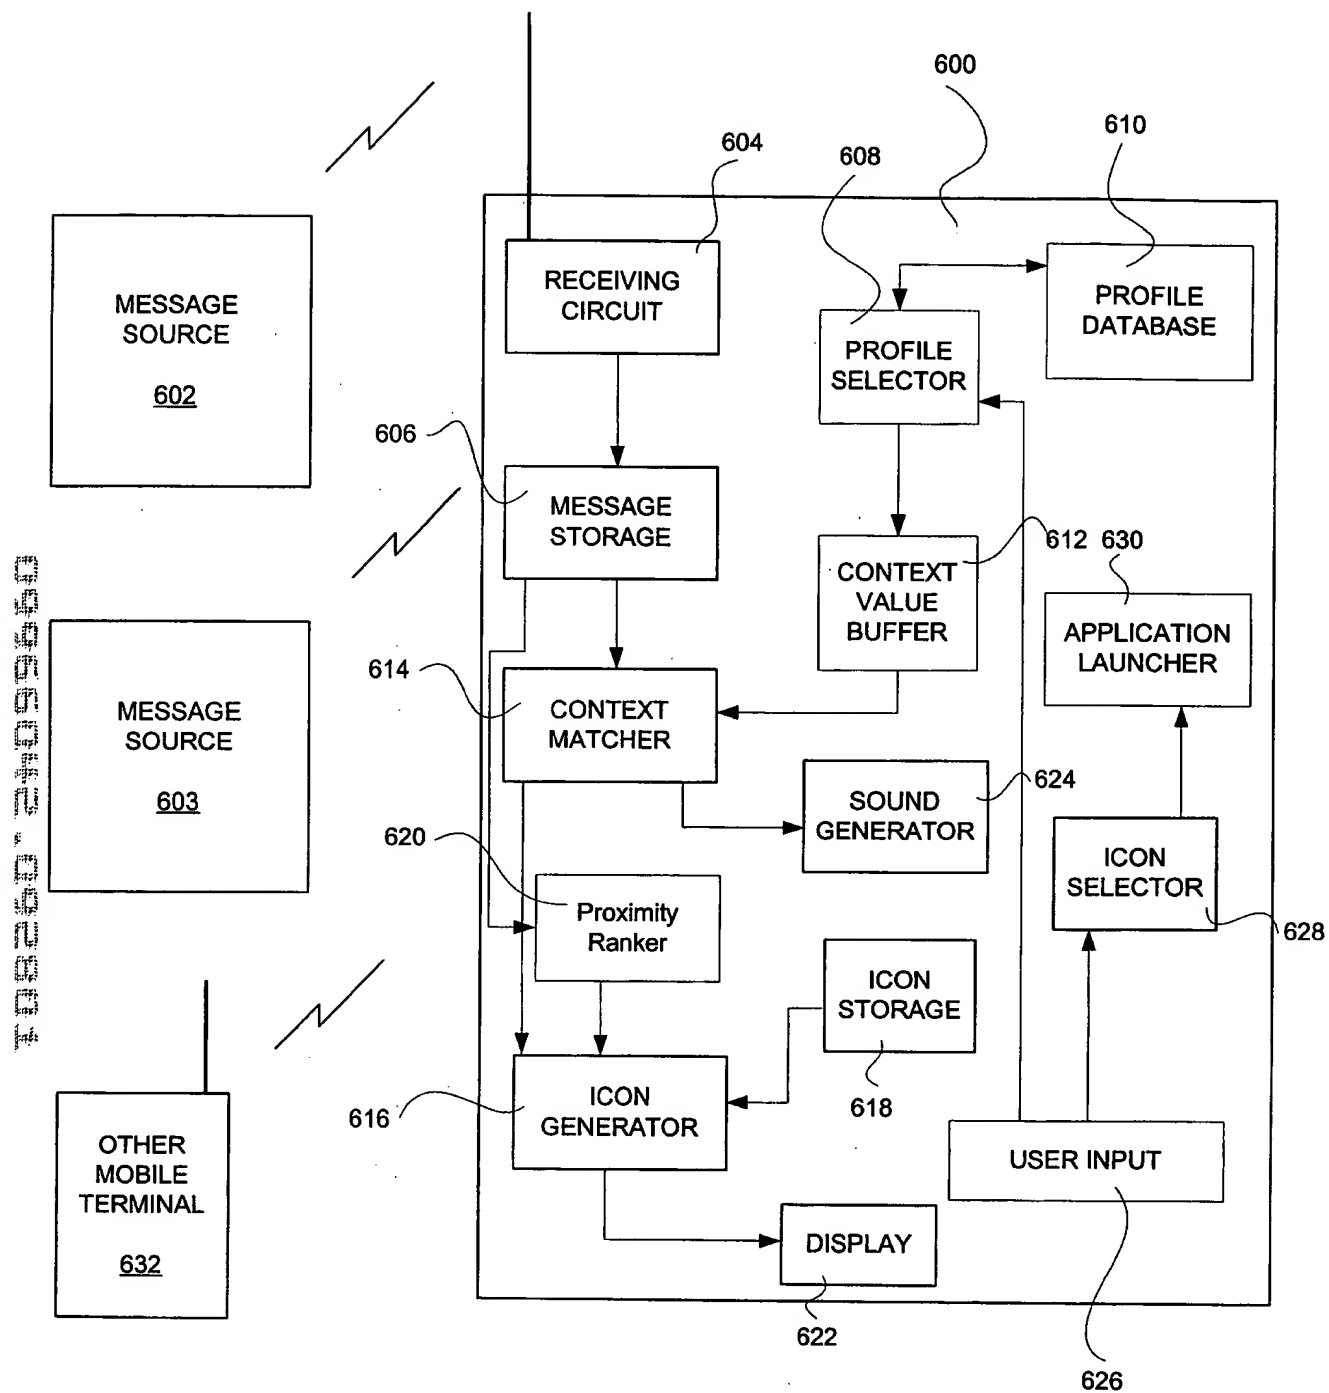 600
610
604
608
RECEIVING
CIRCUIT
PROFILE
DATABASE
MESSAGE
SOURCE
602
PROFILE
SELECTOR
606
MESSAGE
STORAGE
612
630
CONTEXT
VALUE
BUFFER
APPLICATION
LAUNCHER
614
CONTEXT
MATCHER
MESSAGE
SOURCE
603
624
SOUND
GENERATOR
620
ICON
SELECTOR
628
Proximity
Ranker
ICON
STORAGE
618
616
ICON
GENERATOR
USER INPUT
OTHER
MOBILE
TERMINAL
632
DISPLAY
622
626